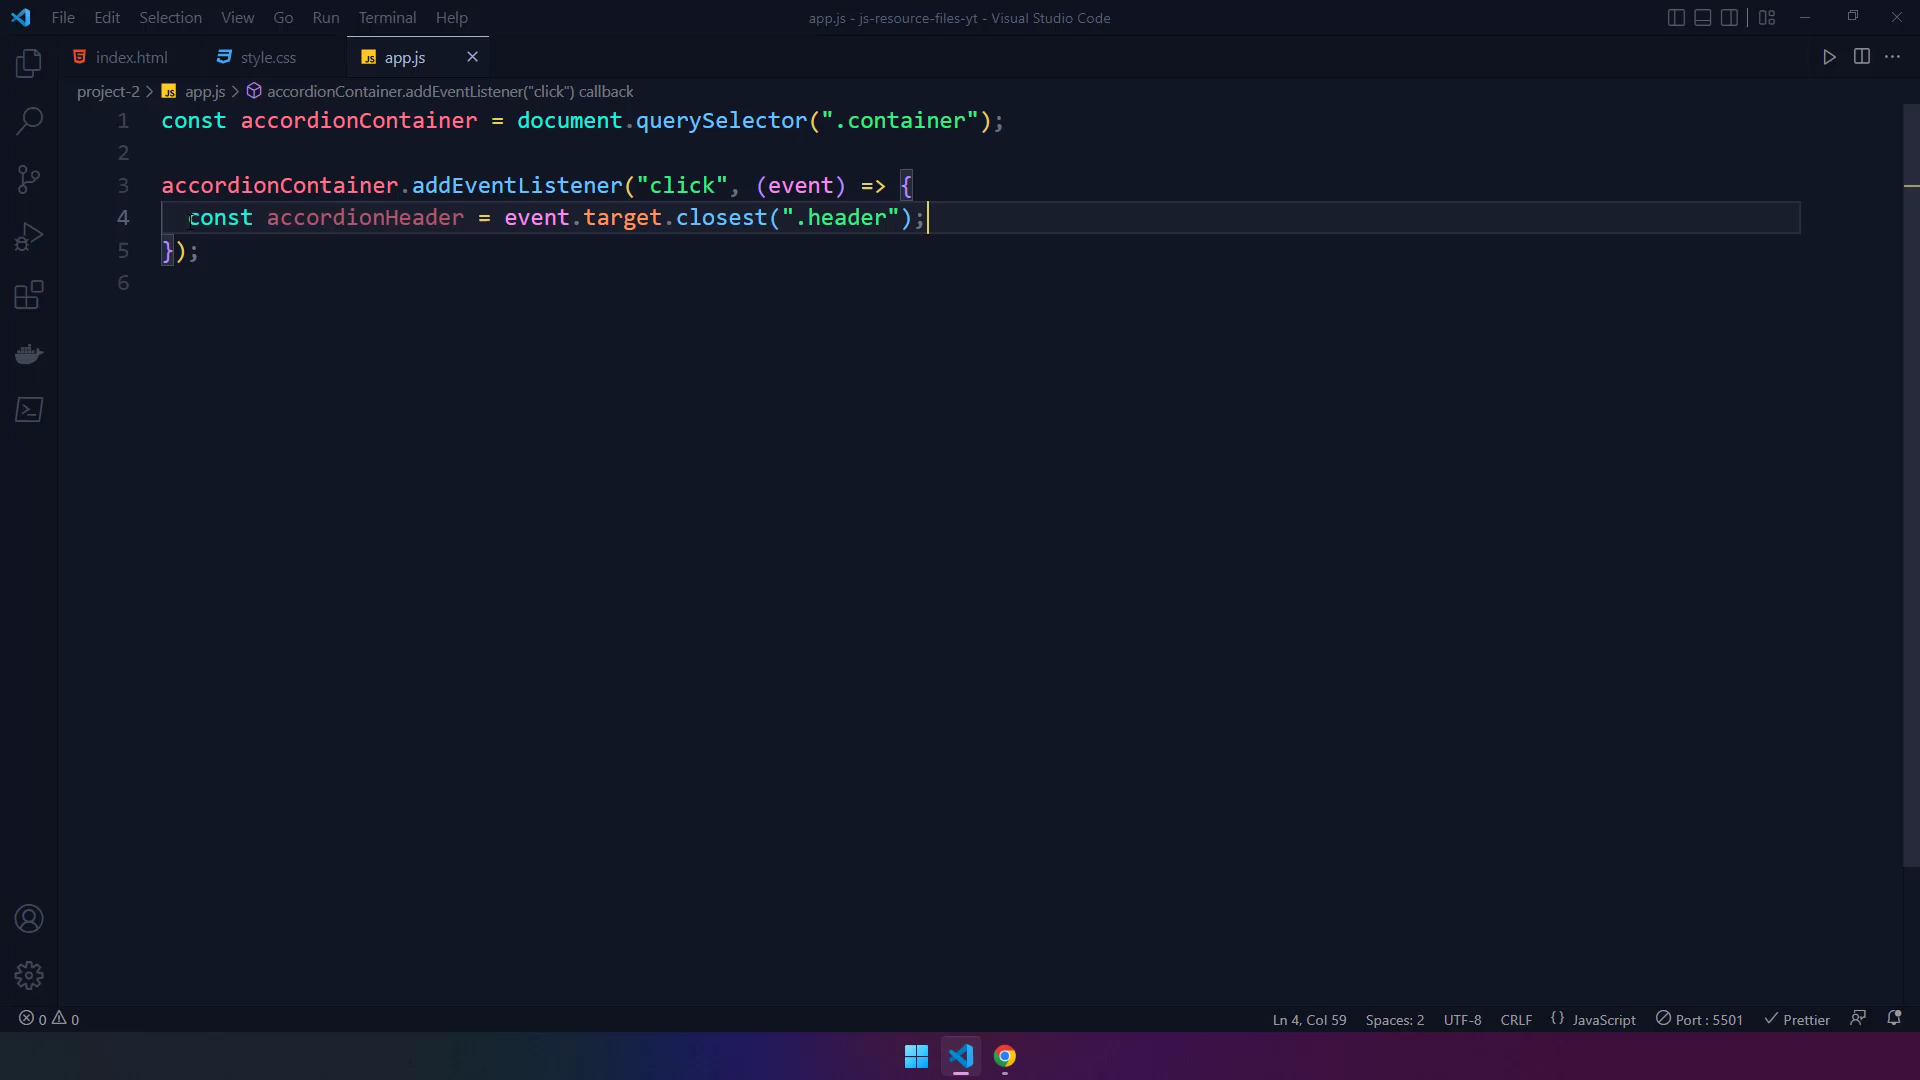 File Edit Selection View Go Run Terminal Help app.js - js-resource-files-yt - Visual Studio Code
index.html style.css JS app.js
project-2 > JS app.js > accordionContainer.addEventListener("click") callback
1 const accordionContainer = document.querySelector(".container");
2
3 accordionContainer.addEventListener("click", (event) => {
4 const accordionHeader = event.target.closest(".header");
5 });
6
0 0 Ln 4, Col 59 Spaces: 2 UTF-8 CRLF {} JavaScript Port : 5501 Prettier